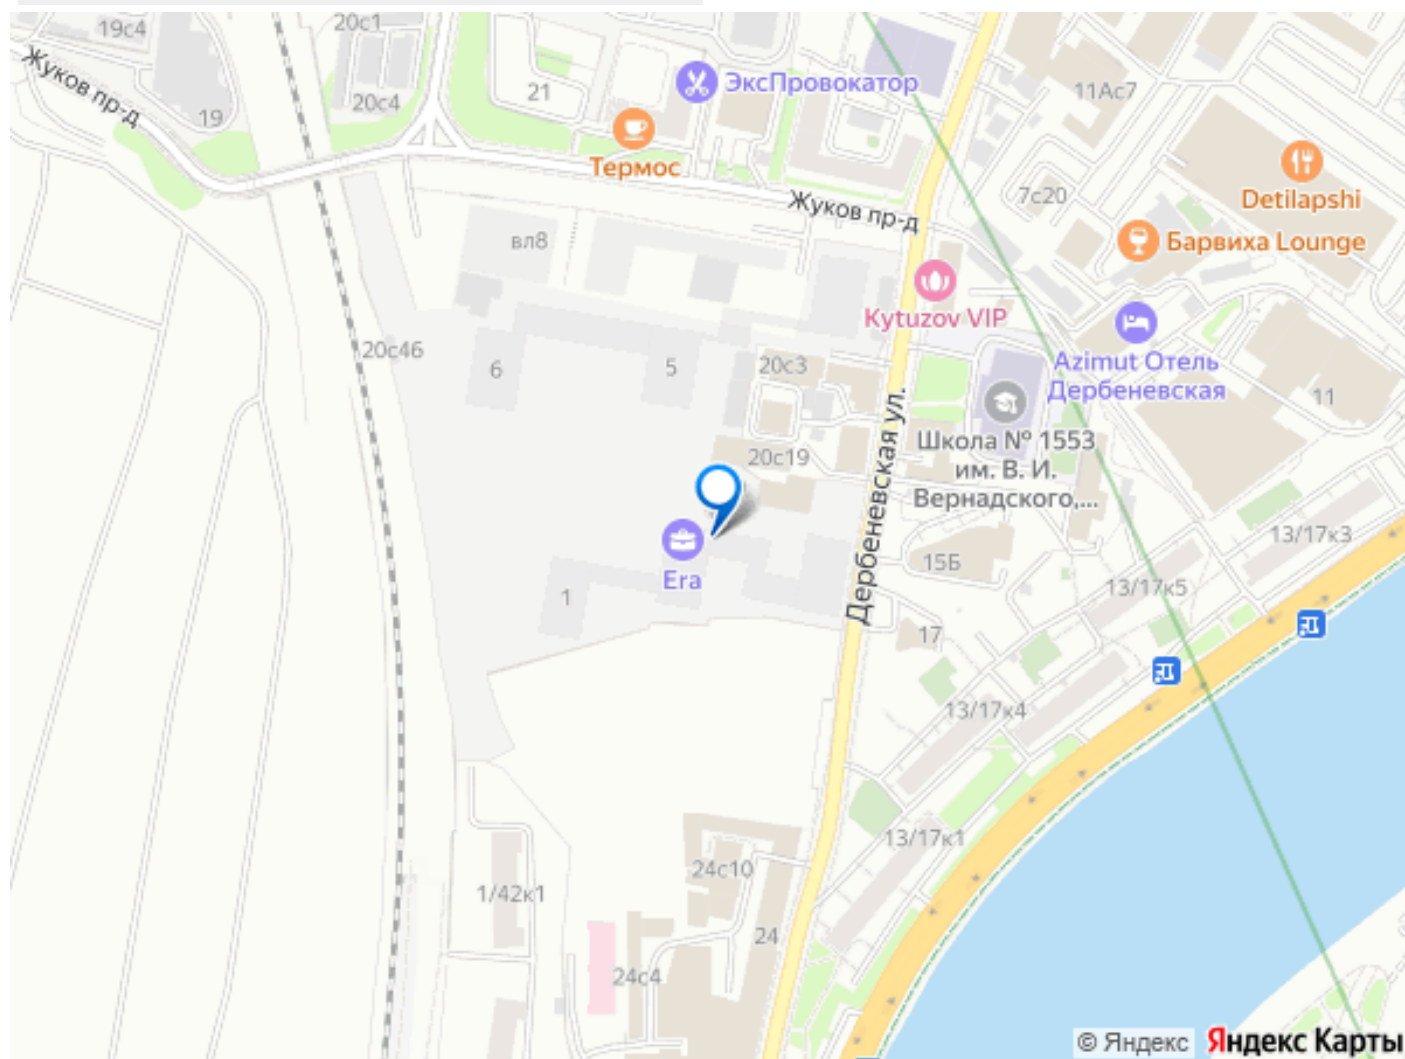 19с4
20с1
Жуков пр-д
19
20с4
21
ЭксПровокатор
11Ас7
Термос
Detilapshi
7с20
Жуков пр-д
вл8
Барвиха Lounge
Kytuzov VIP
20с46
6
5
20с3
Azimut Отель
Дербеневская
11
Школа № 1553
им. В. И.
Вернадского,...
20с19
Дербеневская ул.
Era
1
15Б
13/17к3
13/17к5
17
13/17к4
13/17к1
24с10
1/42к1
24
24с4
© Яндекс Яндекс Карты